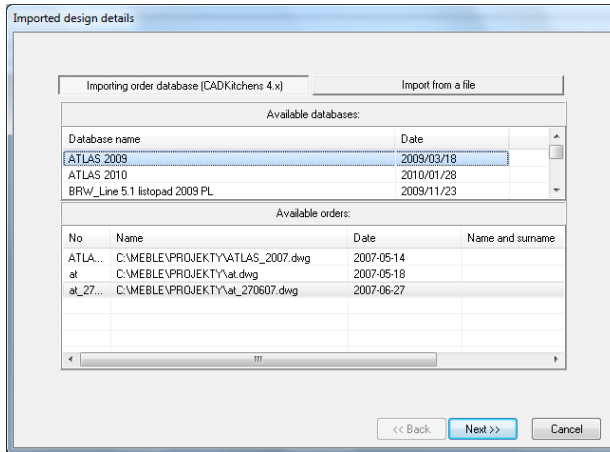 Imported design details
Importing order database (CADKitchens 4.x) Import from a file
Available databases:
Database name Date
ATLAS 2009 2009/03/18
ATLAS 2010 2010/01/28
BRW_Line 5.1 listopad 2009 PL 2009/11/23
Available orders:
No Name Date Name and surname
ATLA... C:\MEBLE\PROJEKTY\ATLAS_2007.dwg 2007-05-14
at C:\MEBLE\PROJEKTY\at.dwg 2007-05-18
at_27... C:\MEBLE\PROJEKTY\at_270607.dwg 2007-06-27
<< Back Next >> Cancel